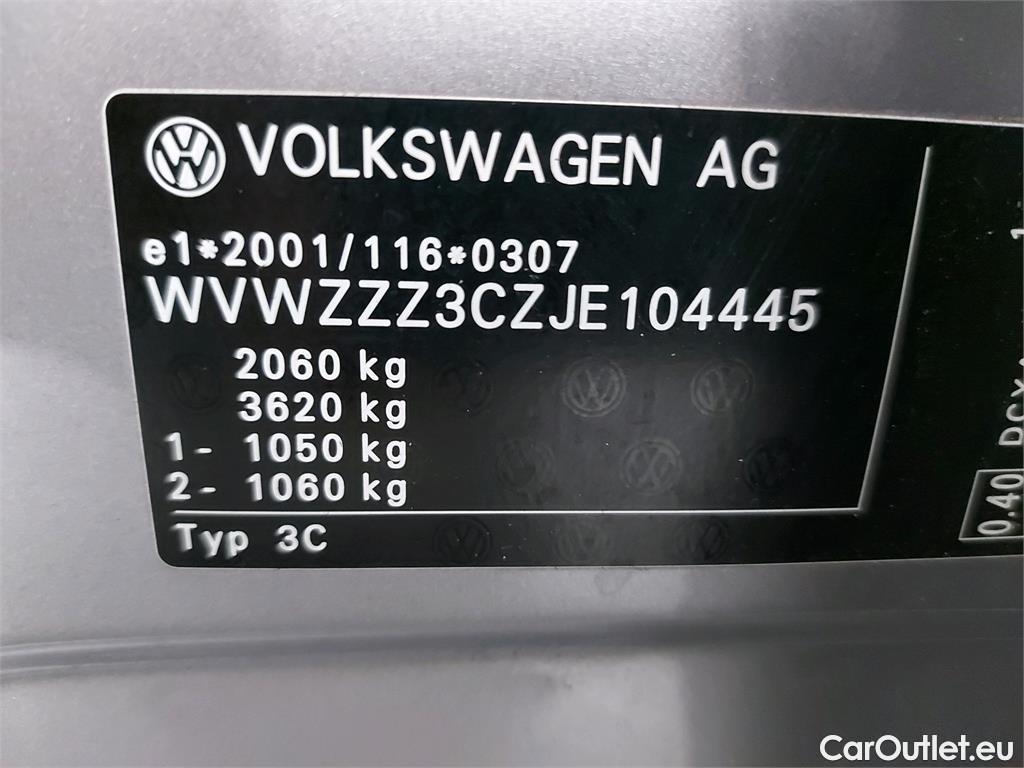 VOLKSWAGEN AG
e1*2001/116*0307
WVWZZZ3CZJE104445
2060 kg
3620 kg
1- 1050 kg
2- 1060 kg
Typ 3C
0.40
CarOutlet.eu